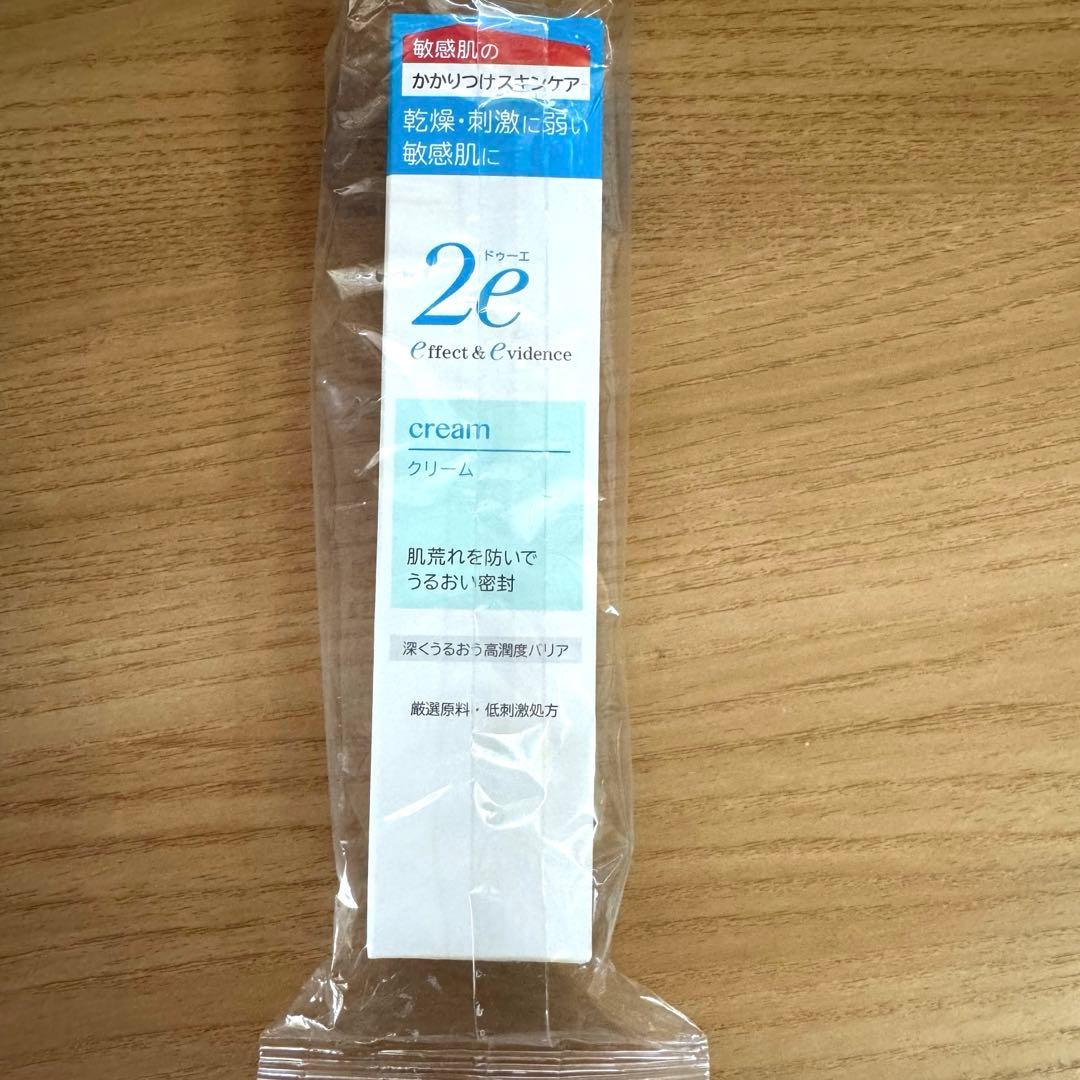 敏感肌の
かかりつけスキンケア
乾燥・刺激に弱い
敏感肌に
ドゥーエ
2e
effect & evidence
cream
クリーム
肌荒れを防いで
うるおい密封
深くうるおう高潤度バリア
厳選原料・低刺激処方